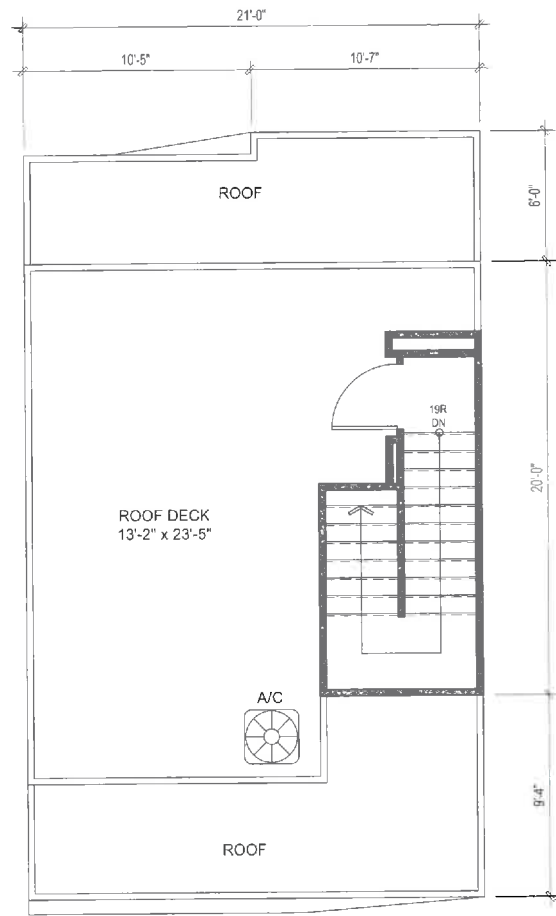 21'-0"
10'-5"
10'-7"
ROOF
6'-0"
19R
DN
20'-0"
ROOF DECK
13'-2" x 23'-5"
A/C
9'-4"
ROOF